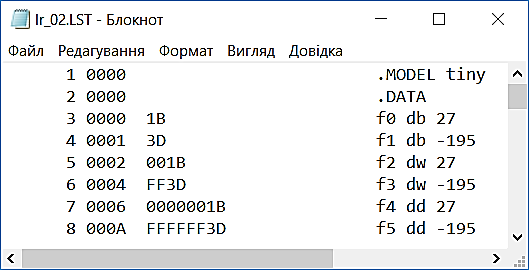 lr_02.LST - Блокнот
Файл Редагування Формат Вигляд Довідка
1 0000 .MODEL tiny
2 0000 .DATA
3 0000 1B f0 db 27
4 0001 3D f1 db -195
5 0002 001B f2 dw 27
6 0004 FF3D f3 dw -195
7 0006 0000001B f4 dd 27
8 000A FFFFFF3D f5 dd -195